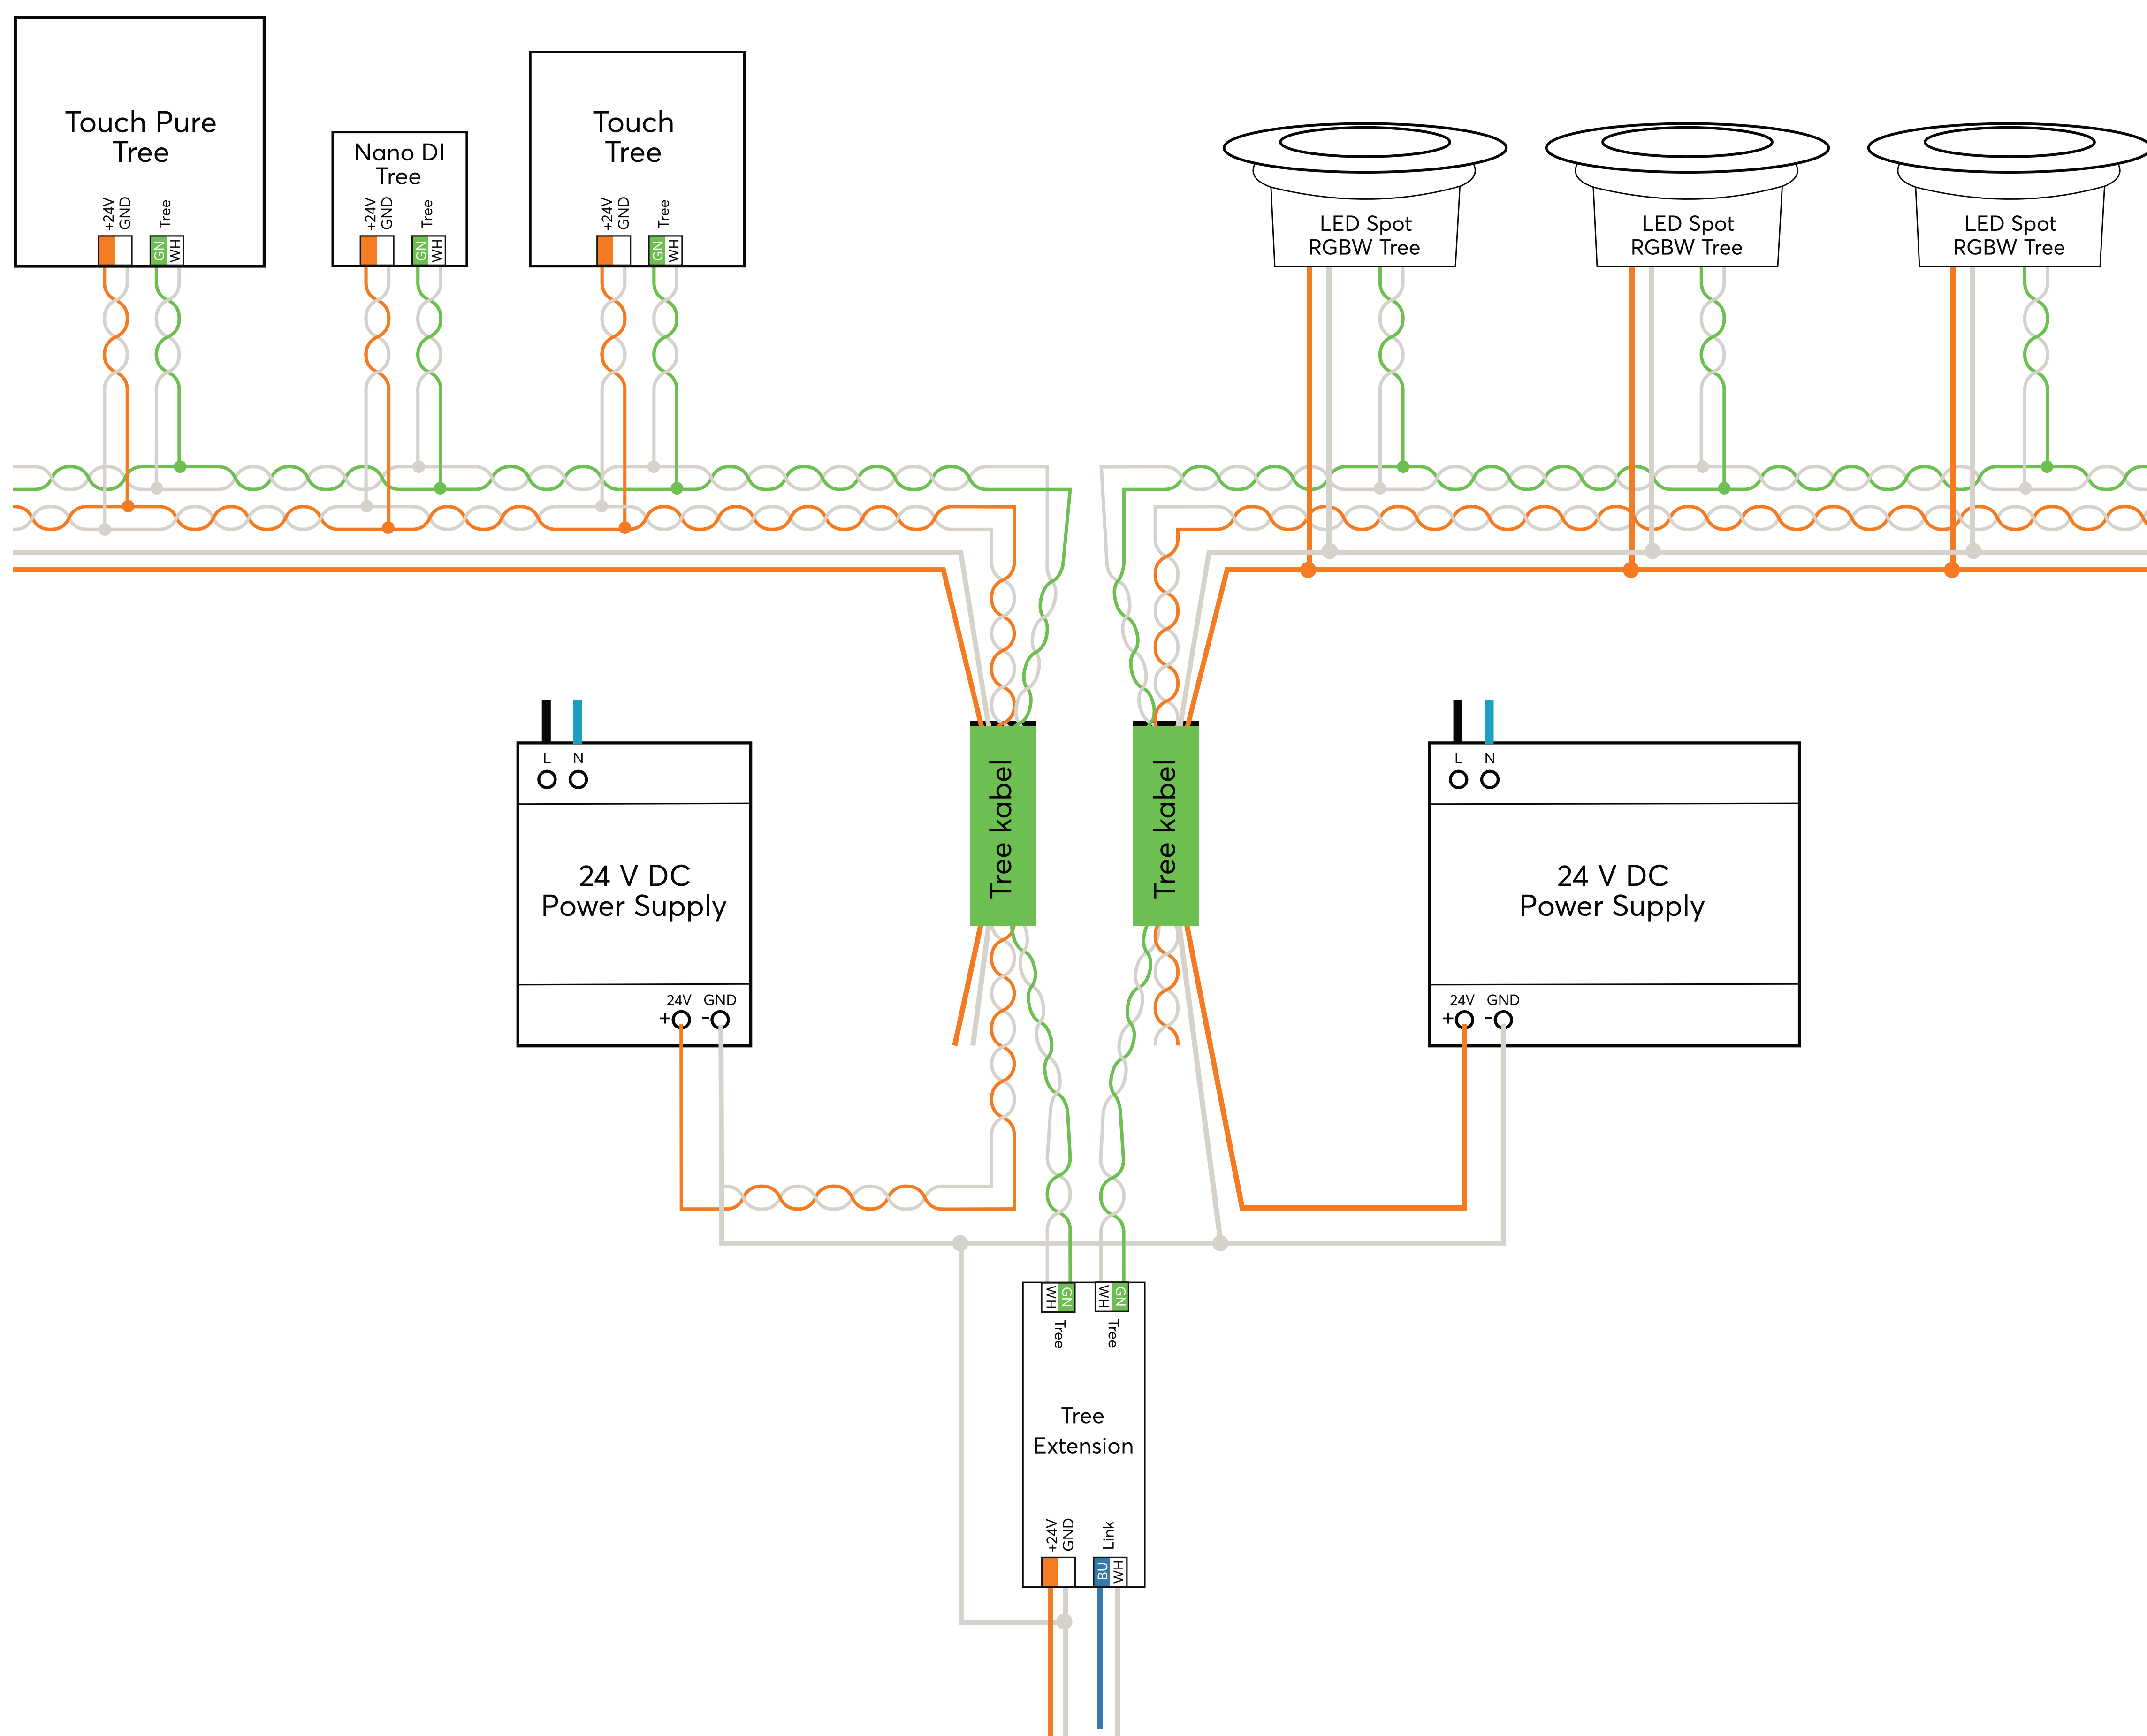 Touch Pure
Tree
+24V
GND
Tree
GN
WH
Nano DI
Tree
+24V
GND
Tree
GN
WH
Touch
Tree
+24V
GND
Tree
GN
WH
LED Spot
RGBW Tree
LED Spot
RGBW Tree
LED Spot
RGBW Tree
L N
24 V DC
Power Supply
24V GND
+ -
Tree kabel
Tree kabel
L N
24 V DC
Power Supply
24V GND
+ -
WH
GN
WH
GN
Tree
Tree
Tree
Extension
+24V
GND
Link
BU
WH